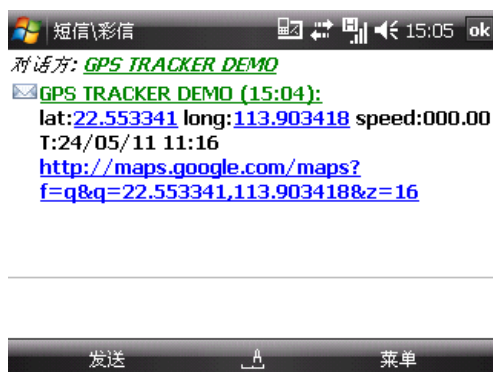 短信\彩信 15:05 ok
对话方: GPS TRACKER DEMO
GPS TRACKER DEMO (15:04):
lat:22.553341 long:113.903418 speed:000.00
T:24/05/11 11:16
http://maps.google.com/maps?
f=q&q=22.553341,113.903418&z=16
发送 A 菜单